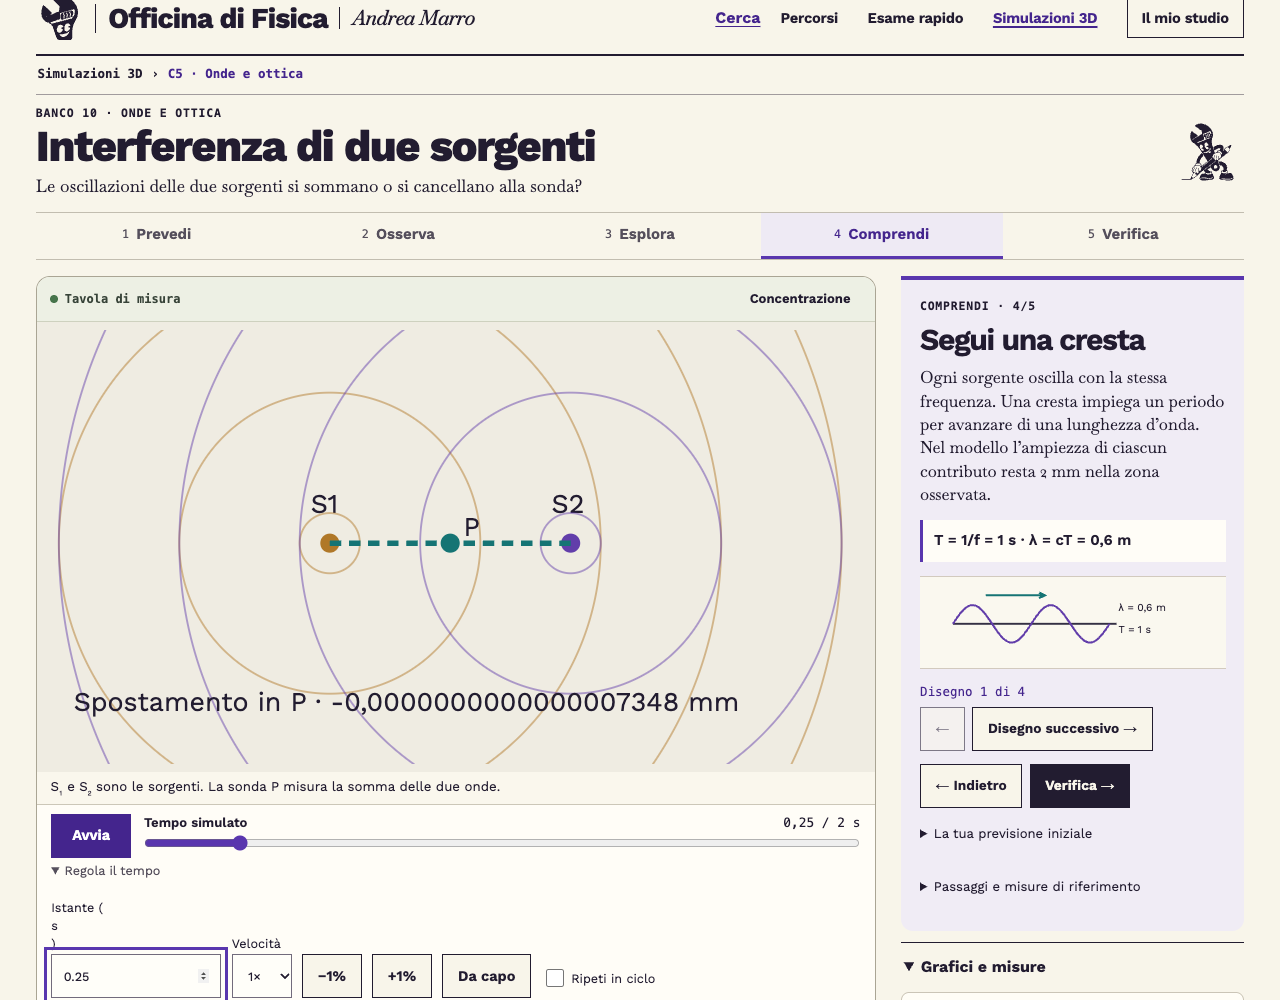 Officina di Fisica
Andrea Marro
Cerca
Percorsi
Esame rapido
Simulazioni 3D
Il mio studio
Simulazioni 3D › C5 · Onde e ottica
BANCO 10 · ONDE E OTTICA
Interferenza di due sorgenti
Le oscillazioni delle due sorgenti si sommano o si cancellano alla sonda?
1 Prevedi
2 Osserva
3 Esplora
4 Comprendi
5 Verifica
Tavola di misura
Concentrazione
S1
S2
P
Spostamento in P · -0,0000000000000007348 mm
S₁ e S₂ sono le sorgenti. La sonda P misura la somma delle due onde.
Avvia
Tempo simulato
0,25 / 2 s
▼ Regola il tempo
Istante (
s
)
Velocità
0.25
1×
−1%
+1%
Da capo
Ripeti in ciclo
COMPRENDI · 4/5
Segui una cresta
Ogni sorgente oscilla con la stessa
frequenza. Una cresta impiega un periodo
per avanzare di una lunghezza d’onda.
Nel modello l’ampiezza di ciascun
contributo resta 2 mm nella zona
osservata.
T = 1/f = 1 s · λ = cT = 0,6 m
λ = 0,6 m
T = 1 s
Disegno 1 di 4
←
Disegno successivo →
← Indietro
Verifica →
▶ La tua previsione iniziale
▶ Passaggi e misure di riferimento
▼ Grafici e misure